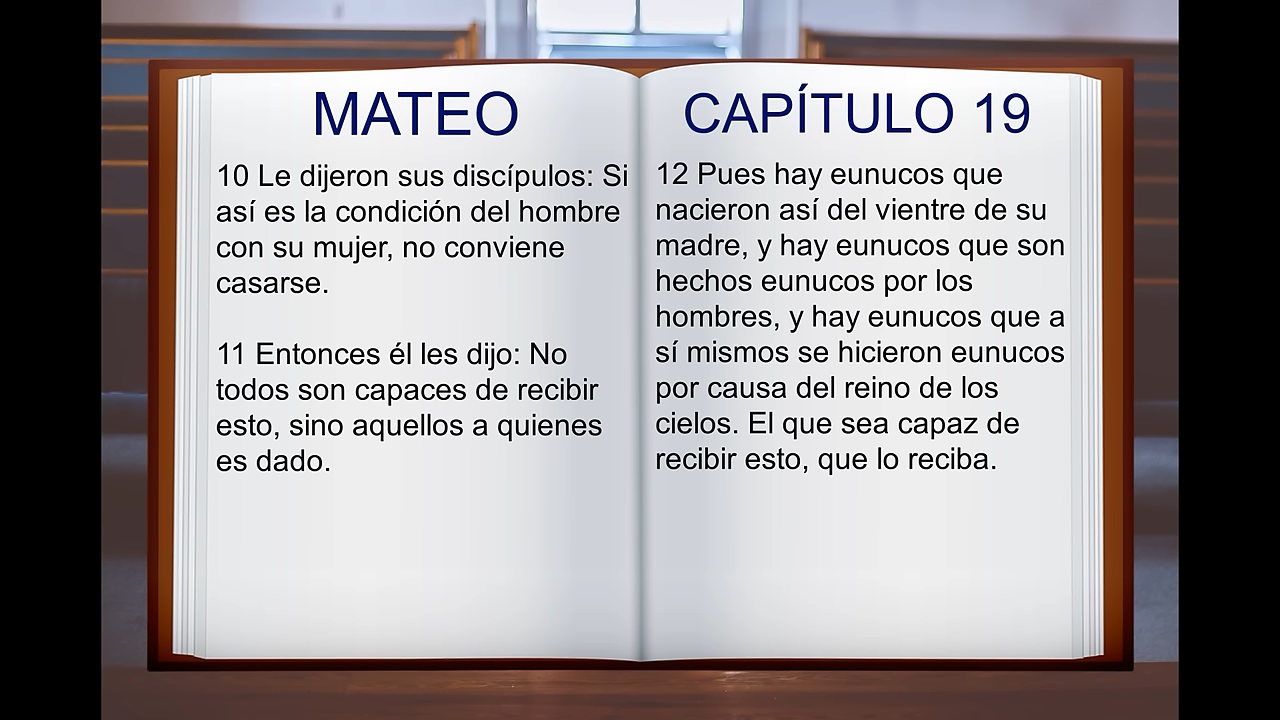 MATEO
10 Le dijeron sus discípulos: Si
así es la condición del hombre
con su mujer, no conviene
casarse.
11 Entonces él les dijo: No
todos son capaces de recibir
esto, sino aquellos a quienes
es dado.
CAPÍTULO 19
12 Pues hay eunucos que
nacieron así del vientre de su
madre, y hay eunucos que son
hechos eunucos por los
hombres, y hay eunucos que a
sí mismos se hicieron eunucos
por causa del reino de los
cielos. El que sea capaz de
recibir esto, que lo reciba.